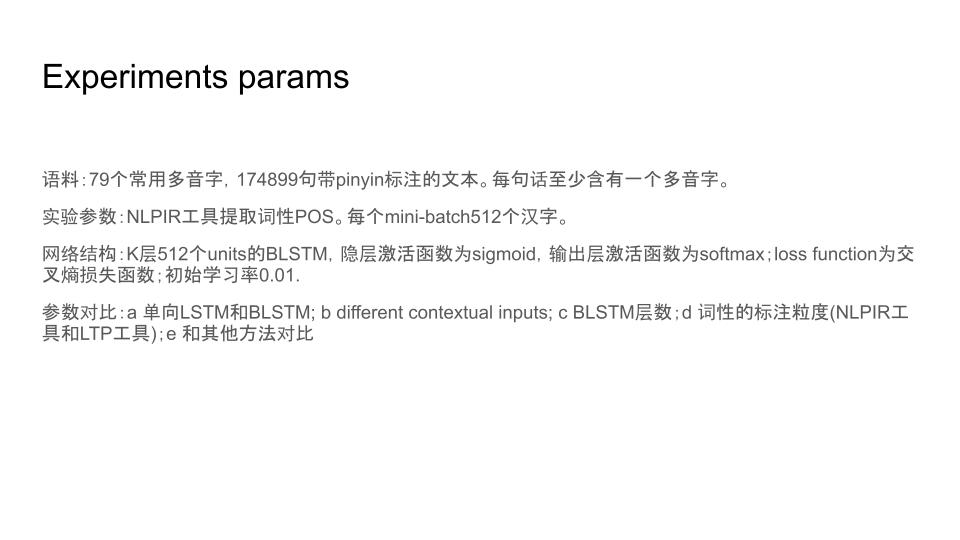 Experiments params
语料：79个常用多音字，174899句带pinyin标注的文本。每句话至少含有一个多音字。
实验参数：NLPIR工具提取词性POS。每个mini-batch512个汉字。
网络结构：K层512个units的BLSTM，隐层激活函数为sigmoid，输出层激活函数为softmax；loss function为交
叉熵损失函数；初始学习率0.01.
参数对比：a 单向LSTM和BLSTM; b different contextual inputs; c BLSTM层数；d 词性的标注粒度(NLPIR工
具和LTP工具)；e 和其他方法对比